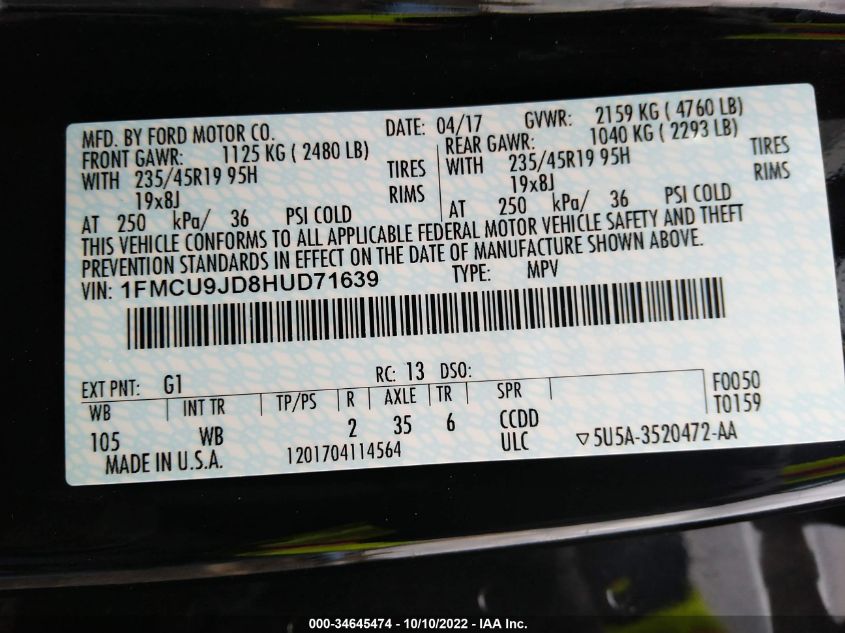 MFD. BY FORD MOTOR CO. DATE: 04/17 GVWR: 2159 KG ( 4760 LB)
FRONT GAWR: 1125 KG ( 2480 LB) REAR GAWR: 1040 KG ( 2293 LB)
WITH 235/45R19 95H TIRES WITH 235/45R19 95H TIRES
19x8J RIMS 19x8J RIMS
AT 250 kPa/ 36 PSI COLD AT 250 kPa/ 36 PSI COLD
THIS VEHICLE CONFORMS TO ALL APPLICABLE FEDERAL MOTOR VEHICLE SAFETY AND THEFT
PREVENTION STANDARDS IN EFFECT ON THE DATE OF MANUFACTURE SHOWN ABOVE.
VIN: 1FMCU9JD8HUD71639 TYPE: MPV
EXT PNT: G1 RC: 13 DSO: F0050
WB INT TR TP/PS R AXLE TR SPR T0159
105 WB 2 35 6 CCDD
MADE IN U.S.A. 1201704114564 ULC ▽5U5A-3520472-AA
000-34645474 - 10/10/2022 - IAA Inc.